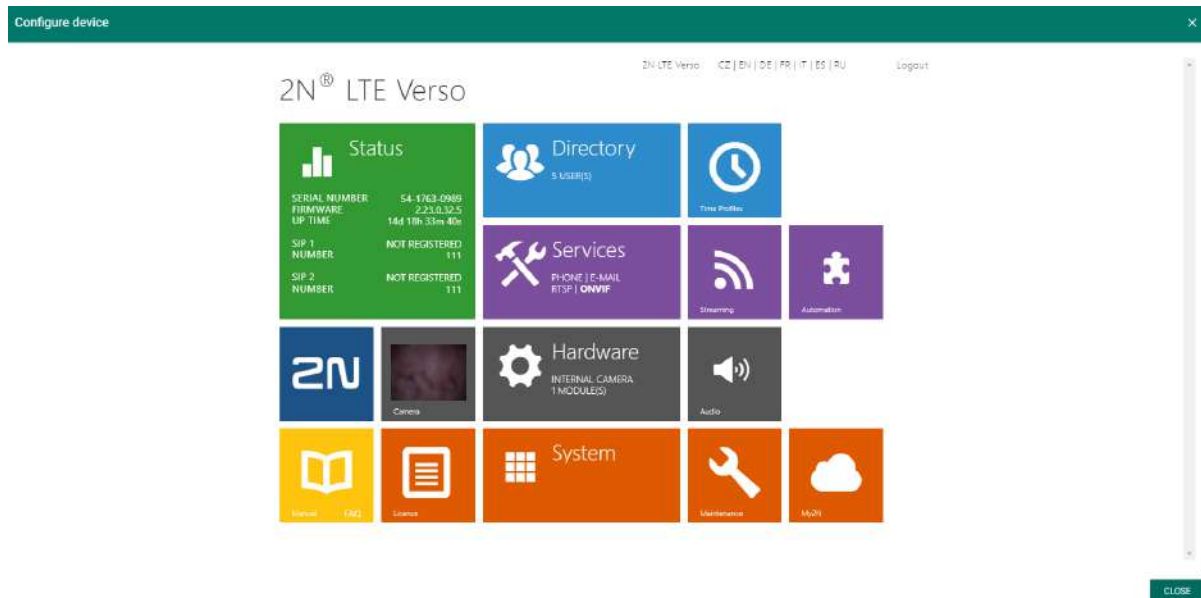 Configure device
2N LTE Verso CZ | EN | DE | FR | IT | ES | RU Logout
2N® LTE Verso
Status
SERIAL NUMBER 54-1763-0989
FIRMWARE 2.23.0.32.5
UP TIME 14d 18h 33m 40s
SIP 1 NOT REGISTERED
NUMBER 111
SIP 2 NOT REGISTERED
NUMBER 111
Directory
5 USER(S)
Time Profiles
Services
PHONE | E-MAIL
RTSP | ONVIF
Streaming
Automation
2N
Camera
Hardware
INTERNAL CAMERA
1 MODULE(S)
Audio
Manual FAQ
Licence
System
Maintenance
My2N
CLOSE